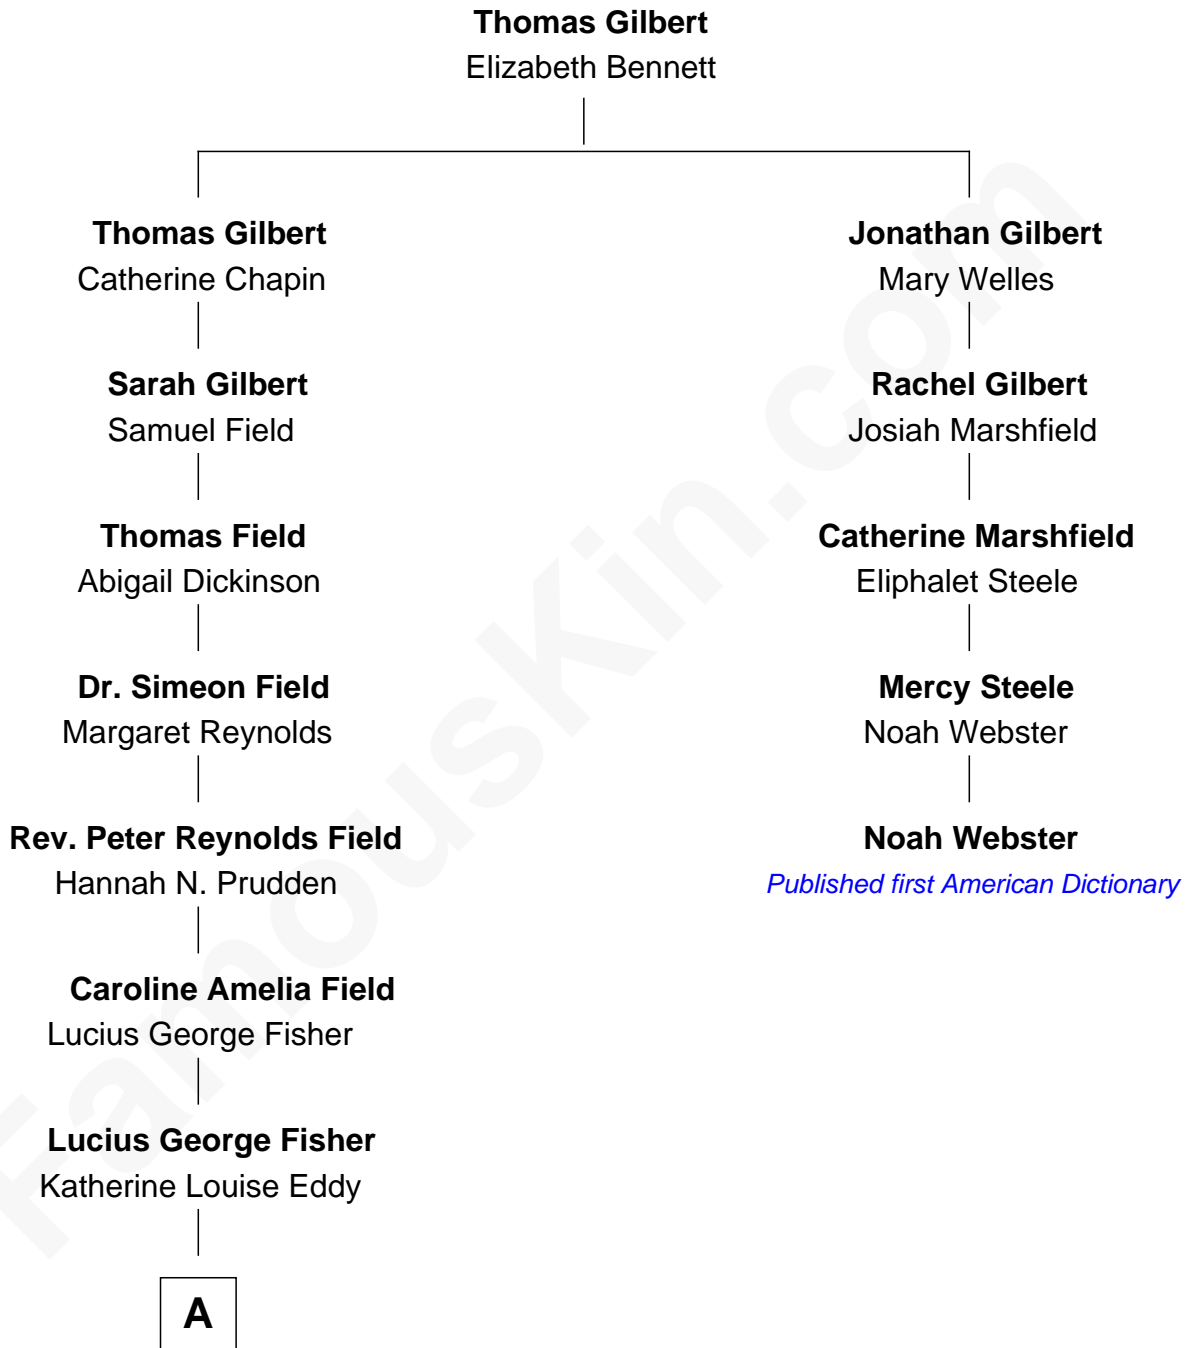 Thomas Gilbert
Elizabeth Bennett
Thomas Gilbert
Catherine Chapin
Jonathan Gilbert
Mary Welles
Sarah Gilbert
Samuel Field
Rachel Gilbert
Josiah Marshfield
Thomas Field
Abigail Dickinson
Catherine Marshfield
Eliphalet Steele
Dr. Simeon Field
Margaret Reynolds
Mercy Steele
Noah Webster
Rev. Peter Reynolds Field
Hannah N. Prudden
Noah Webster
Published first American Dictionary
Caroline Amelia Field
Lucius George Fisher
Lucius George Fisher
Katherine Louise Eddy
A
FamousKin.com